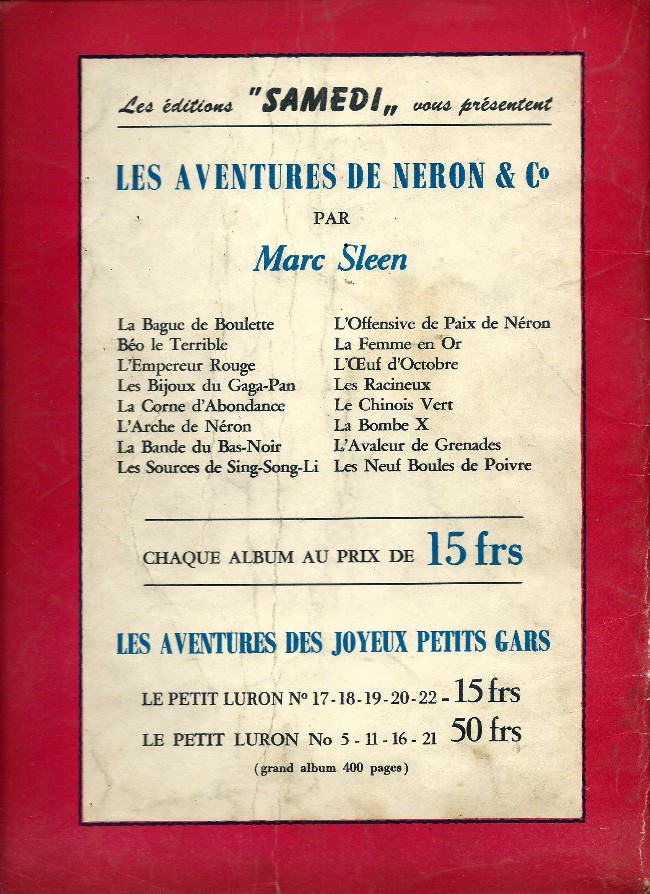 Les éditions "SAMEDI„ vous présentent
LES AVENTURES DE NERON & Cº
PAR
Marc Sleen
La Bague de Boulette
Béo le Terrible
L'Empereur Rouge
Les Bijoux du Gaga-Pan
La Corne d'Abondance
L'Arche de Néron
La Bande du Bas-Noir
Les Sources de Sing-Song-Li
L'Offensive de Paix de Néron
La Femme en Or
L'Œuf d'Octobre
Les Racineux
Le Chinois Vert
La Bombe X
L'Avaleur de Grenades
Les Neuf Boules de Poivre
CHAQUE ALBUM AU PRIX DE 15 frs
LES AVENTURES DES JOYEUX PETITS GARS
LE PETIT LURON Nº 17-18-19-20-22 - 15 frs
LE PETIT LURON No 5 - 11 - 16 - 21 50 frs
(grand album 400 pages)